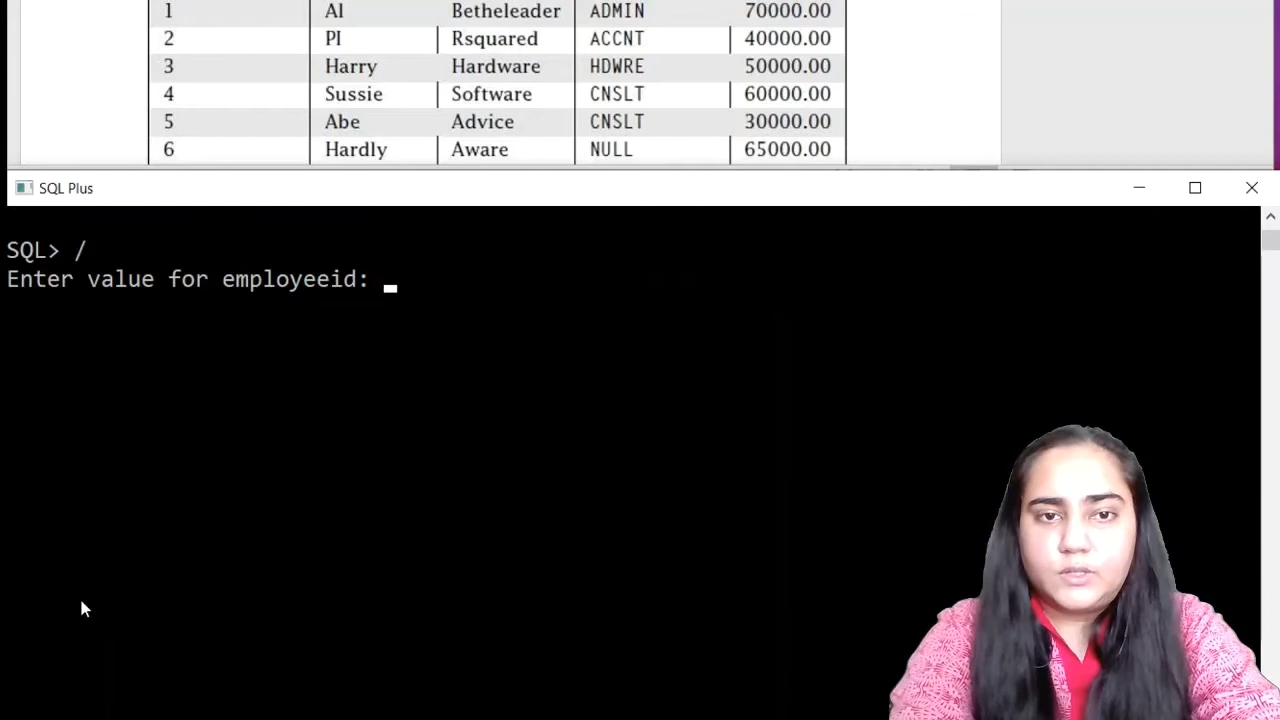 1 Al Betheleader ADMIN 70000.00
2 PI Rsquared ACCNT 40000.00
3 Harry Hardware HDWRE 50000.00
4 Sussie Software CNSLT 60000.00
5 Abe Advice CNSLT 30000.00
6 Hardly Aware NULL 65000.00
SQL Plus
SQL> /
Enter value for employeeid: